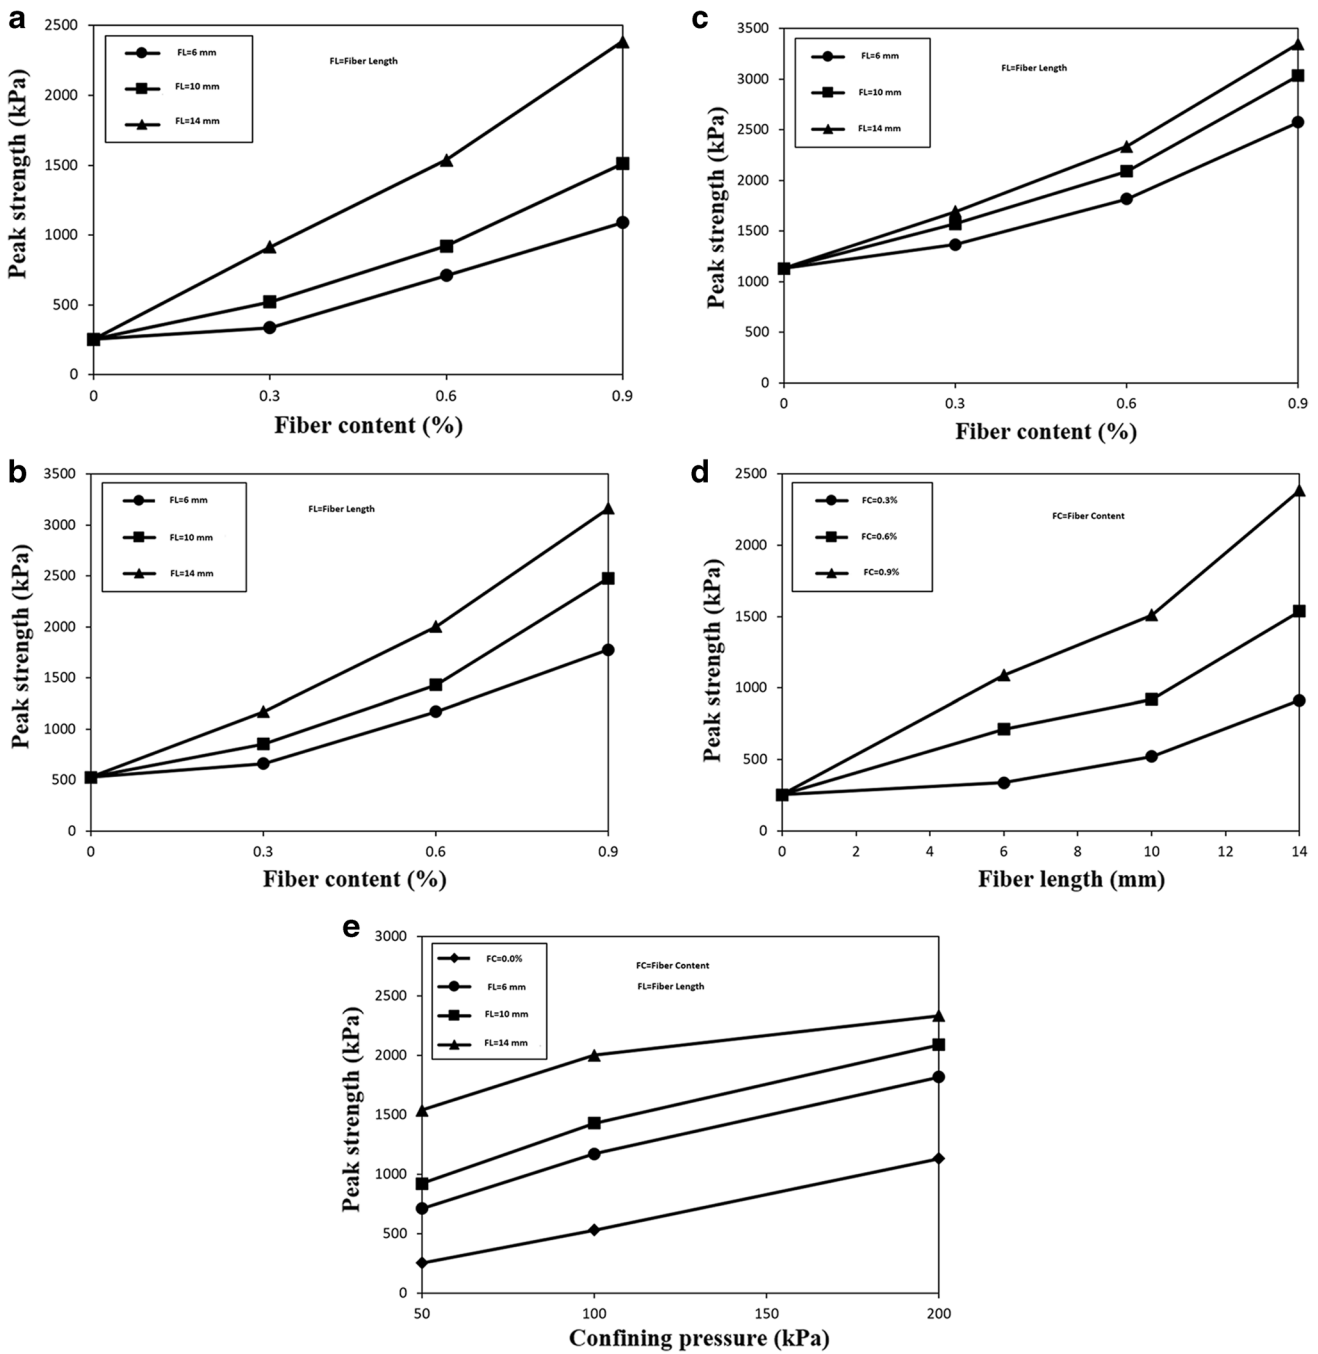 a
2500
2000
1500
1000
500
0
Peak strength (kPa)
FL=6 mm
FL=10 mm
FL=14 mm
FL=Fiber Length
0 0.3 0.6 0.9
Fiber content (%)
c
3500
3000
2500
2000
1500
1000
500
0
Peak strength (kPa)
FL=6 mm
FL=10 mm
FL=14 mm
FL=Fiber Length
0 0.3 0.6 0.9
Fiber content (%)
b
3500
3000
2500
2000
1500
1000
500
0
Peak strength (kPa)
FL=6 mm
FL=10 mm
FL=14 mm
FL=Fiber Length
0 0.3 0.6 0.9
Fiber content (%)
d
2500
2000
1500
1000
500
0
Peak strength (kPa)
FC=0.3%
FC=0.6%
FC=0.9%
FC=Fiber Content
0 2 4 6 8 10 12 14
Fiber length (mm)
e
3000
2500
2000
1500
1000
500
0
Peak strength (kPa)
FC=0.0%
FL=6 mm
FL=10 mm
FL=14 mm
FC=Fiber Content
FL=Fiber Length
50 100 150 200
Confining pressure (kPa)